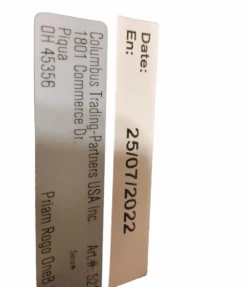 Columbus Trading-Partners USA Inc
1801 Commerce Dr.
Piqua
OH 45356
Art.#
Priam Rogo OneB
Date:
En:
25/07/2022